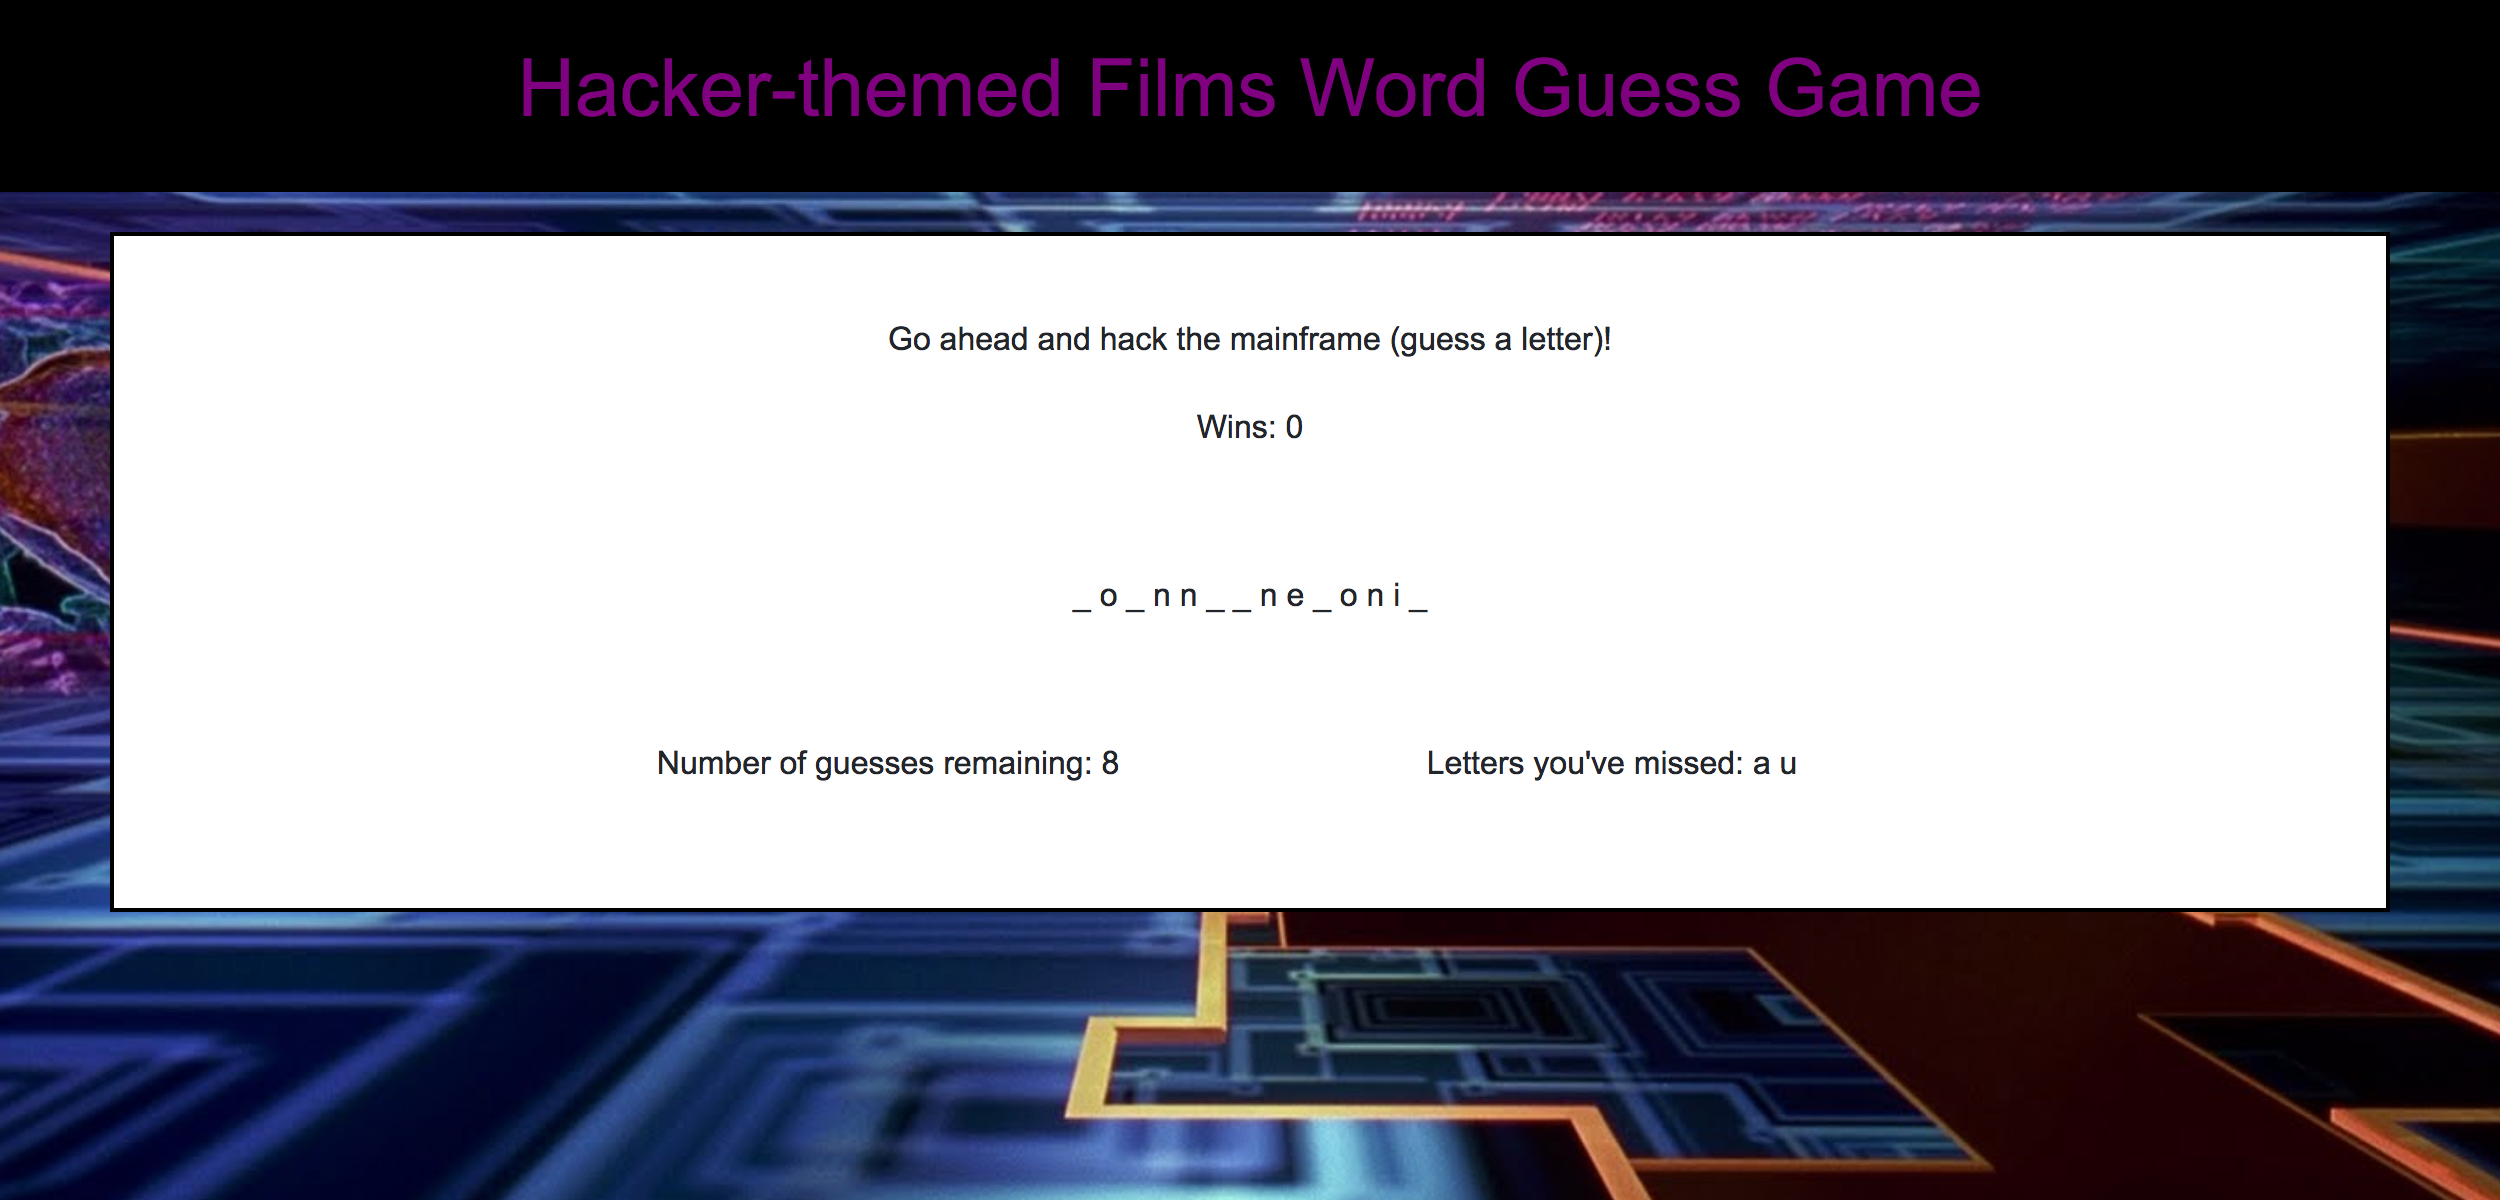 Hacker-themed Films Word Guess Game
Go ahead and hack the mainframe (guess a letter)!
Wins: 0
_ o _ n n _ _ n e _ o n i _
Number of guesses remaining: 8
Letters you've missed: a u